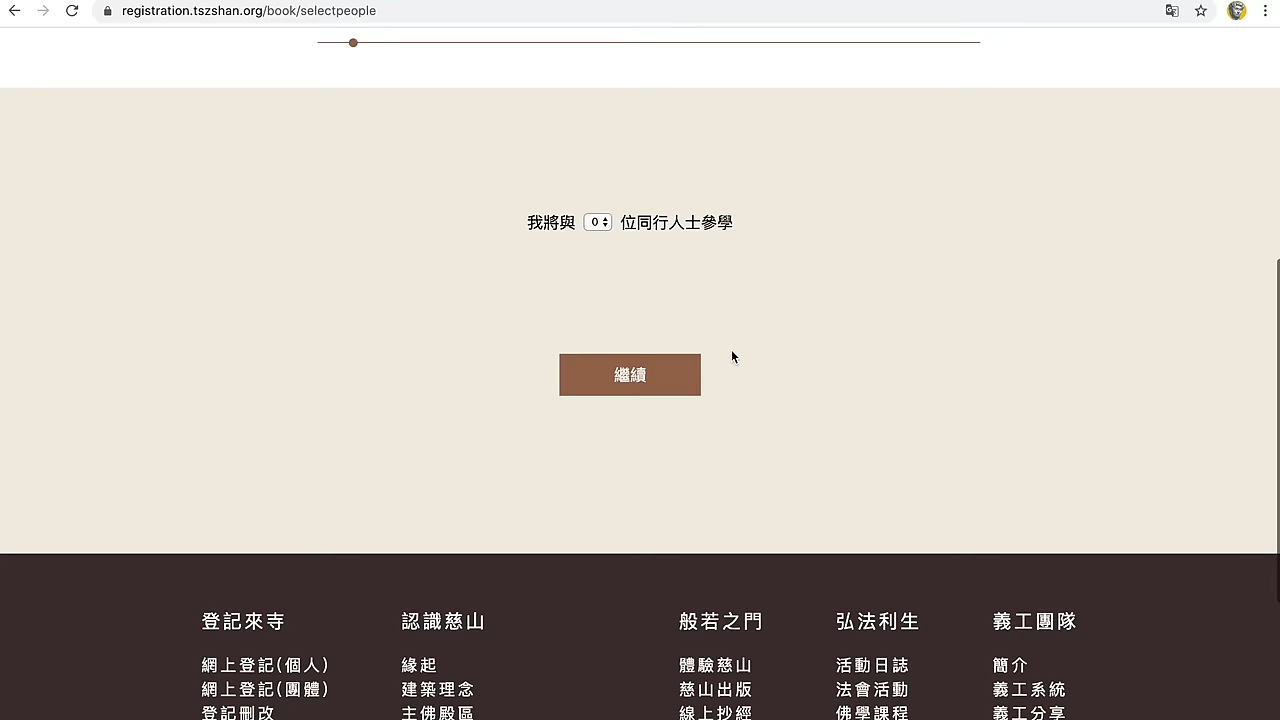 registration.tszshan.org/book/selectpeople
我將與 0 位同行人士參學
繼續
登記來寺 認識慈山 般若之門 弘法利生 義工團隊
網上登記(個人) 緣起 體驗慈山 活動日誌 簡介
網上登記(團體) 建築理念 慈山出版 法會活動 義工系統
登記刪改 主佛殿區 線上抄經 佛學課程 義工分享